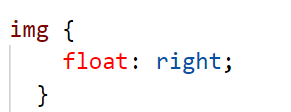 img {
    float: right;
  }